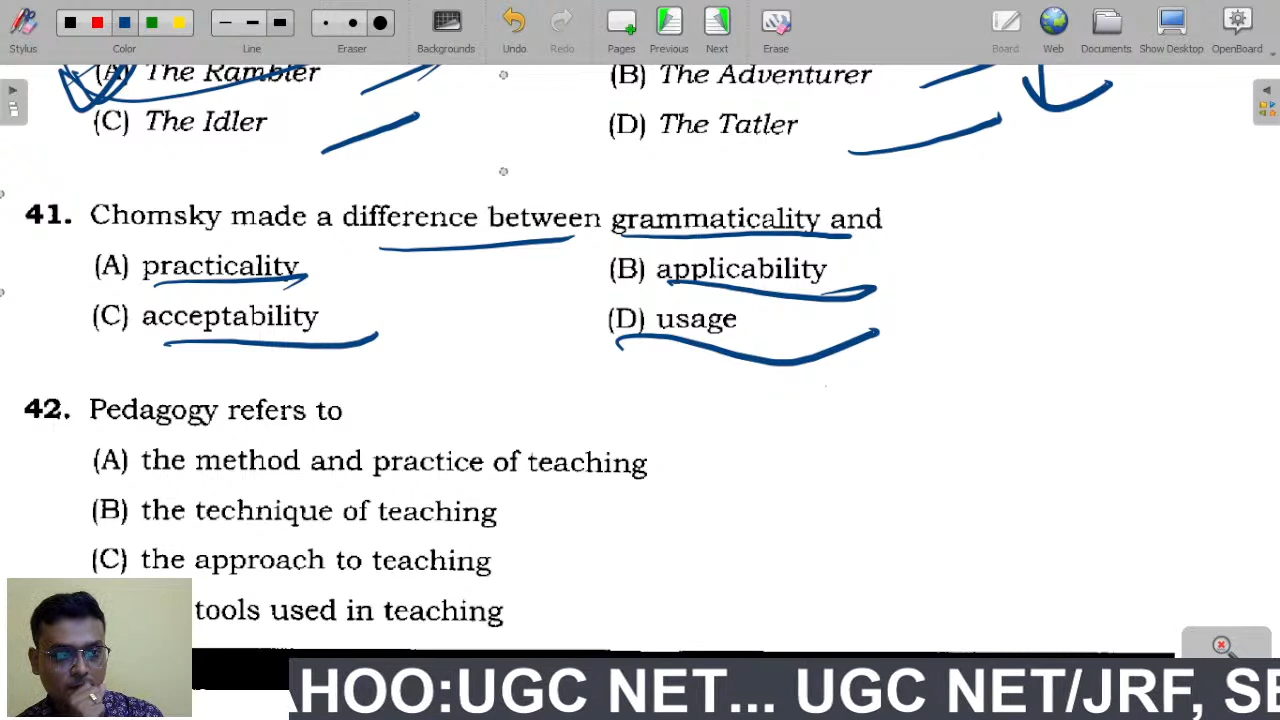 Stylus Color Line Eraser Backgrounds Undo Redo Pages Previous Next Erase Board Web Documents Show Desktop OpenBoard
(A) The Rambler (B) The Adventurer
(C) The Idler (D) The Tatler
41. Chomsky made a difference between grammaticality and
(A) practicality (B) applicability
(C) acceptability (D) usage
42. Pedagogy refers to
(A) the method and practice of teaching
(B) the technique of teaching
(C) the approach to teaching
tools used in teaching
AHOO:UGC NET... UGC NET/JRF, SE